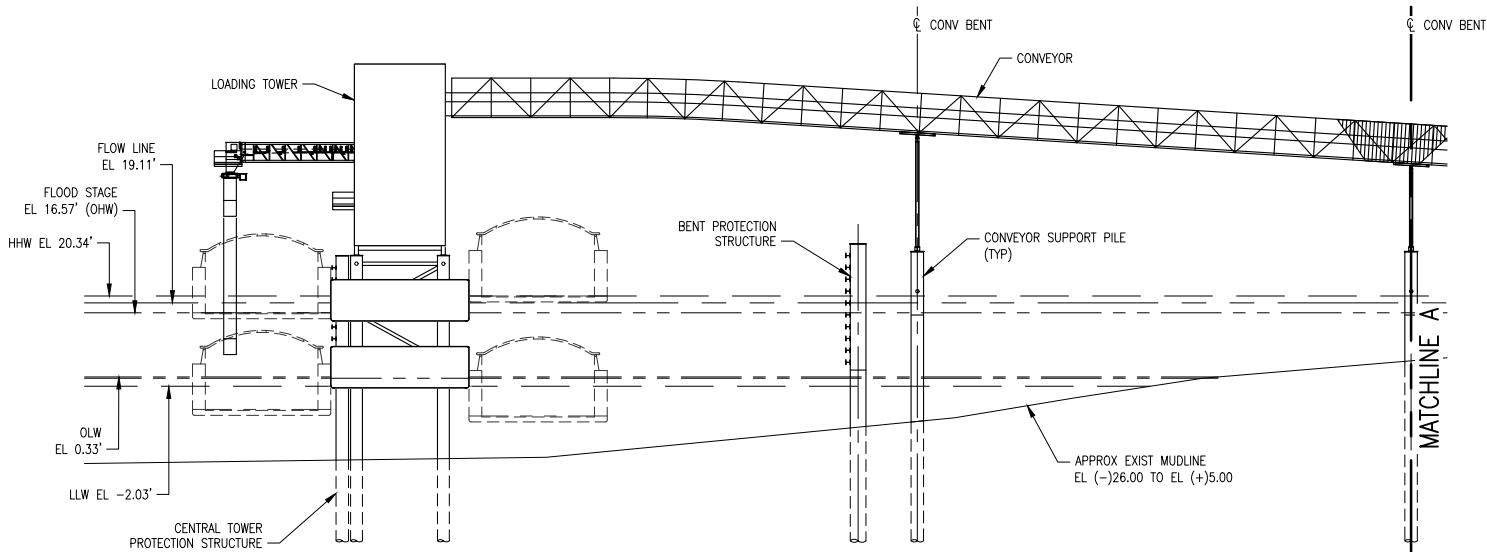 ℄ CONV BENT
℄ CONV BENT
LOADING TOWER
CONVEYOR
FLOW LINE
EL 19.11'
FLOOD STAGE
EL 16.57' (OHW)
HHW EL 20.34'
BENT PROTECTION
STRUCTURE
CONVEYOR SUPPORT PILE
(TYP)
MATCHLINE A
OLW
EL 0.33'
LLW EL -2.03'
APPROX EXIST MUDLINE
EL (-)26.00 TO EL (+)5.00
CENTRAL TOWER
PROTECTION STRUCTURE